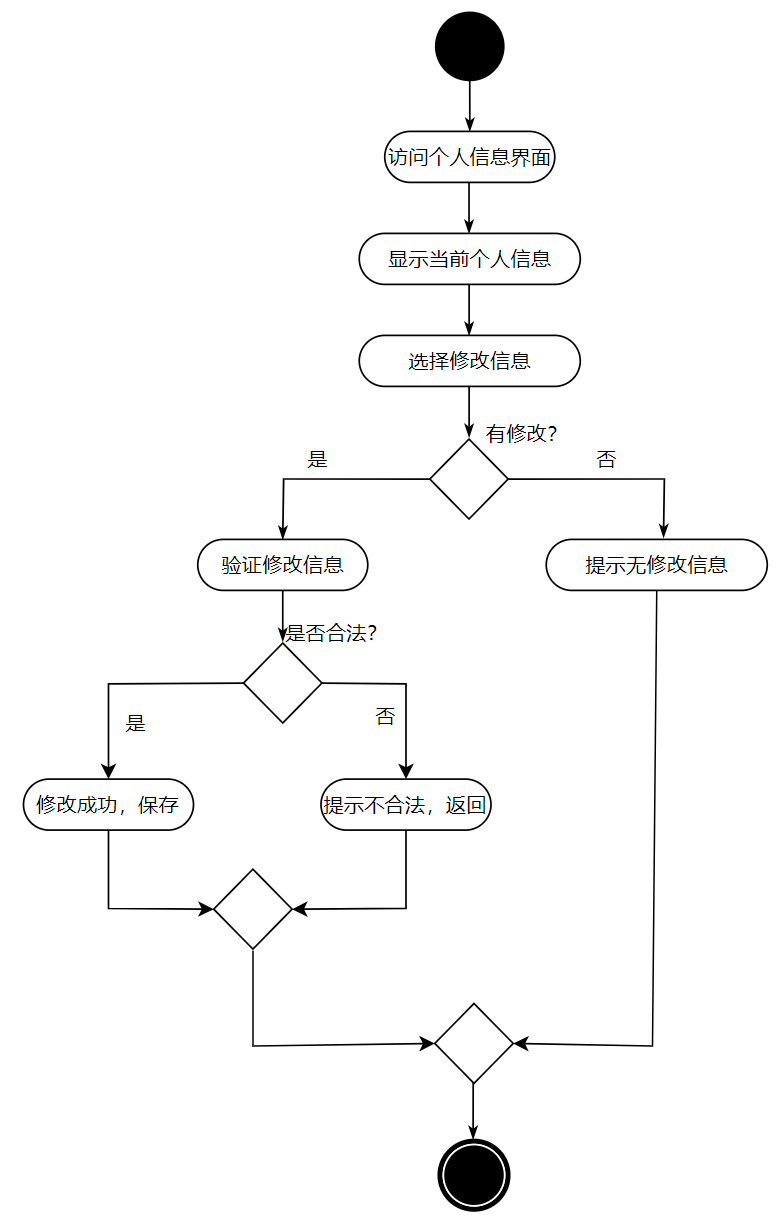 访问个人信息界面
显示当前个人信息
选择修改信息
有修改？
是
否
验证修改信息
提示无修改信息
是否合法？
是
否
修改成功，保存
提示不合法，返回